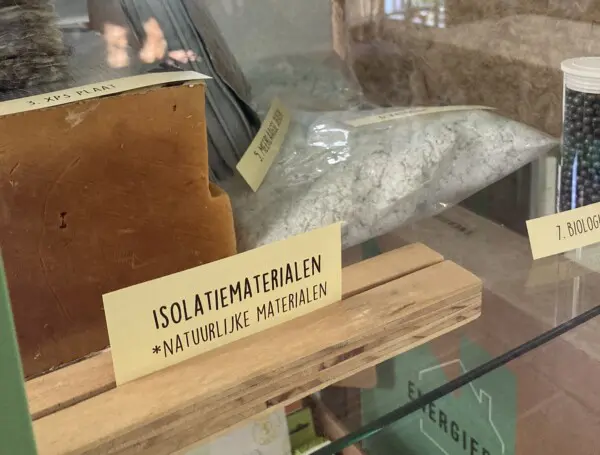 3. XPS PLAAT
ISOLATIEMATERIALEN
*NATUURLIJKE MATERIALEN
7. BIOLOG
ENERGIE